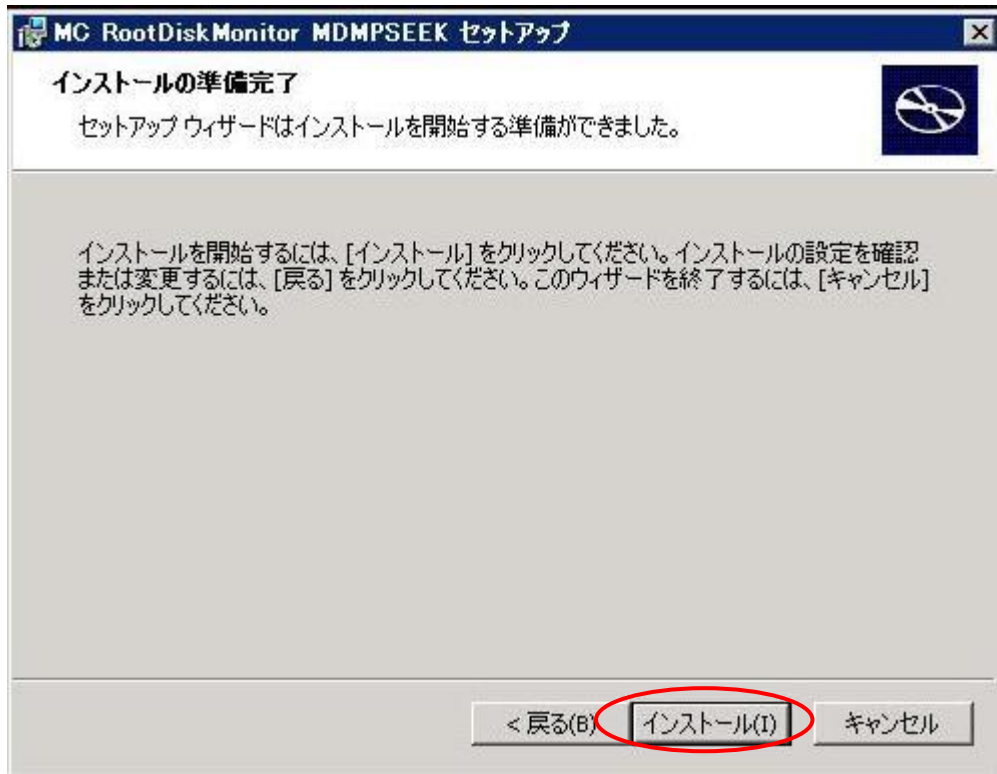 MC RootDiskMonitor MDMPSEEK セットアップ
インストールの準備完了
セットアップ ウィザードはインストールを開始する準備ができました。
インストールを開始するには、[インストール] をクリックしてください。インストールの設定を確認
または変更するには、[戻る] をクリックしてください。このウィザードを終了するには、[キャンセル]
をクリックしてください。
< 戻る(B) インストール(I) キャンセル